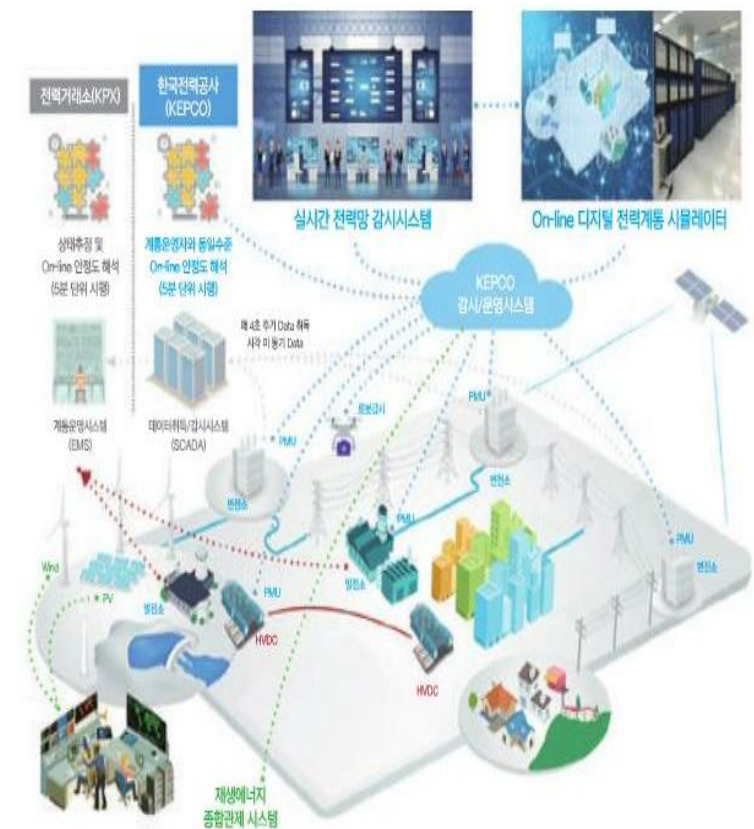 전력거래소(KPX)
한국전력공사
(KEPCO)
실시간 전력망 감시시스템
On-line 디지털 전력계통 시뮬레이터
상태추정 및
On-line 안정도 해석
(5분 단위 시행)
계통운영자와 동일수준
On-line 안정도 해석
(5분 단위 시행)
KEPCO
감시/운영시스템
매 4초 주기 Data 취득
시각 미 동기 Data
계통운영시스템
(EMS)
데이터취득/감시시스템
(SCADA)
PMU
로봇감시
PMU
변전소
변전소
PMU
PMU
변전소
Wind
PV
발전소
PMU
발전소
HVDC
HVDC
재생에너지
종합관제 시스템